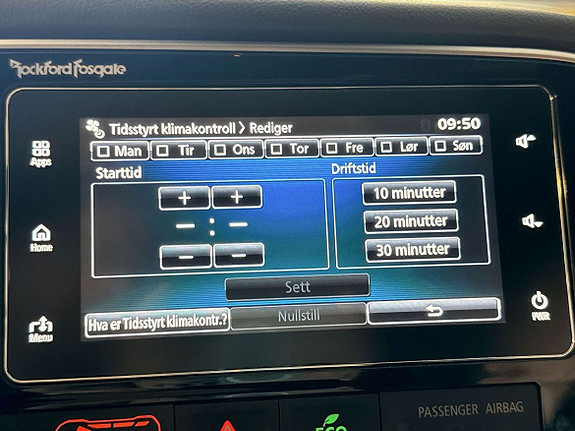 Rockford Fosgate
Tidsstyrt klimakontroll > Rediger
09:50
Apps
Man Tir Ons Tor Fre Lør Søn
Starttid
Driftstid
+ +
10 minutter
– : –
20 minutter
Home
– –
30 minutter
Sett
Menu
Hva er Tidsstyrt klimakontr.?
Nullstill
PWR
PASSENGER AIRBAG
ECO